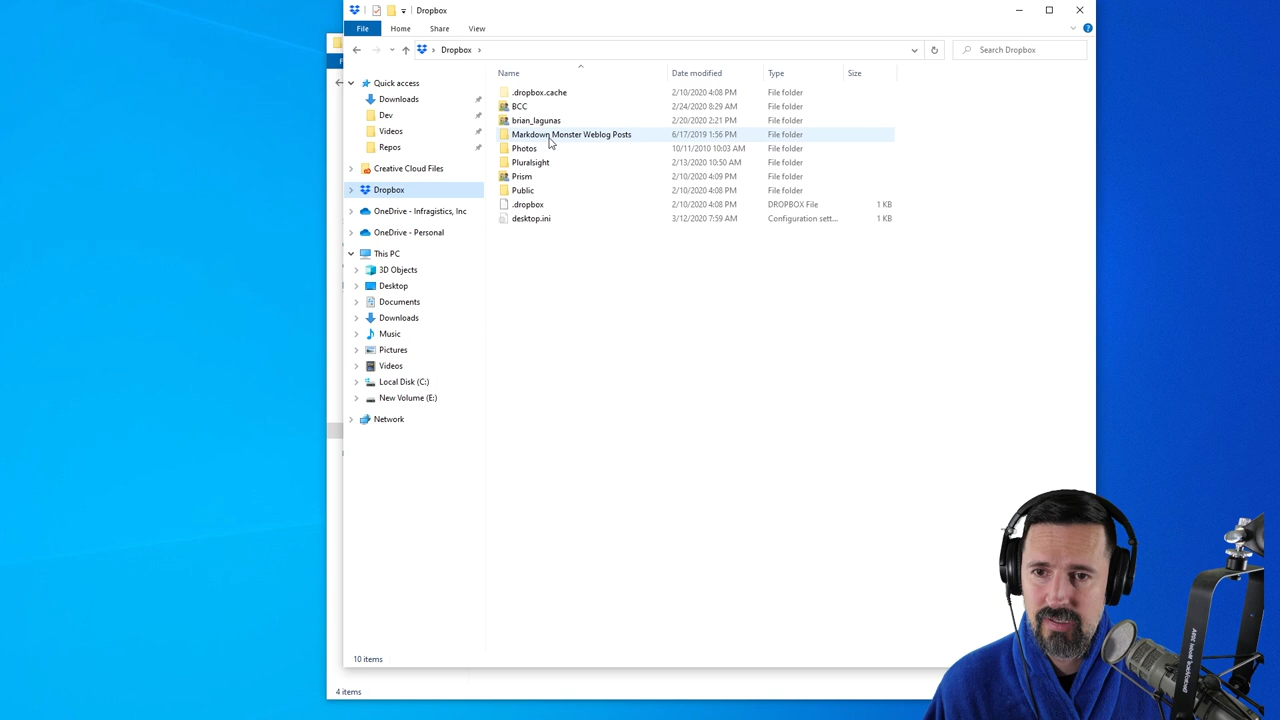 Dropbox
File Home Share View
Dropbox
Search Dropbox
Name Date modified Type Size
Quick access
Downloads
Dev
Videos
Repos
Creative Cloud Files
Dropbox
OneDrive - Infragistics, Inc
OneDrive - Personal
This PC
3D Objects
Desktop
Documents
Downloads
Music
Pictures
Videos
Local Disk (C:)
New Volume (E:)
Network
.dropbox.cache 2/10/2020 4:08 PM File folder
BCC 2/24/2020 8:29 AM File folder
brian_lagunas 2/20/2020 2:21 PM File folder
Markdown Monster Weblog Posts 6/17/2019 1:56 PM File folder
Photos 10/11/2010 10:03 AM File folder
Pluralsight 2/13/2020 10:50 AM File folder
Prism 2/10/2020 4:09 PM File folder
Public 2/10/2020 4:08 PM File folder
.dropbox 2/10/2020 4:08 PM DROPBOX File 1 KB
desktop.ini 3/12/2020 7:59 AM Configuration sett... 1 KB
10 items
4 items